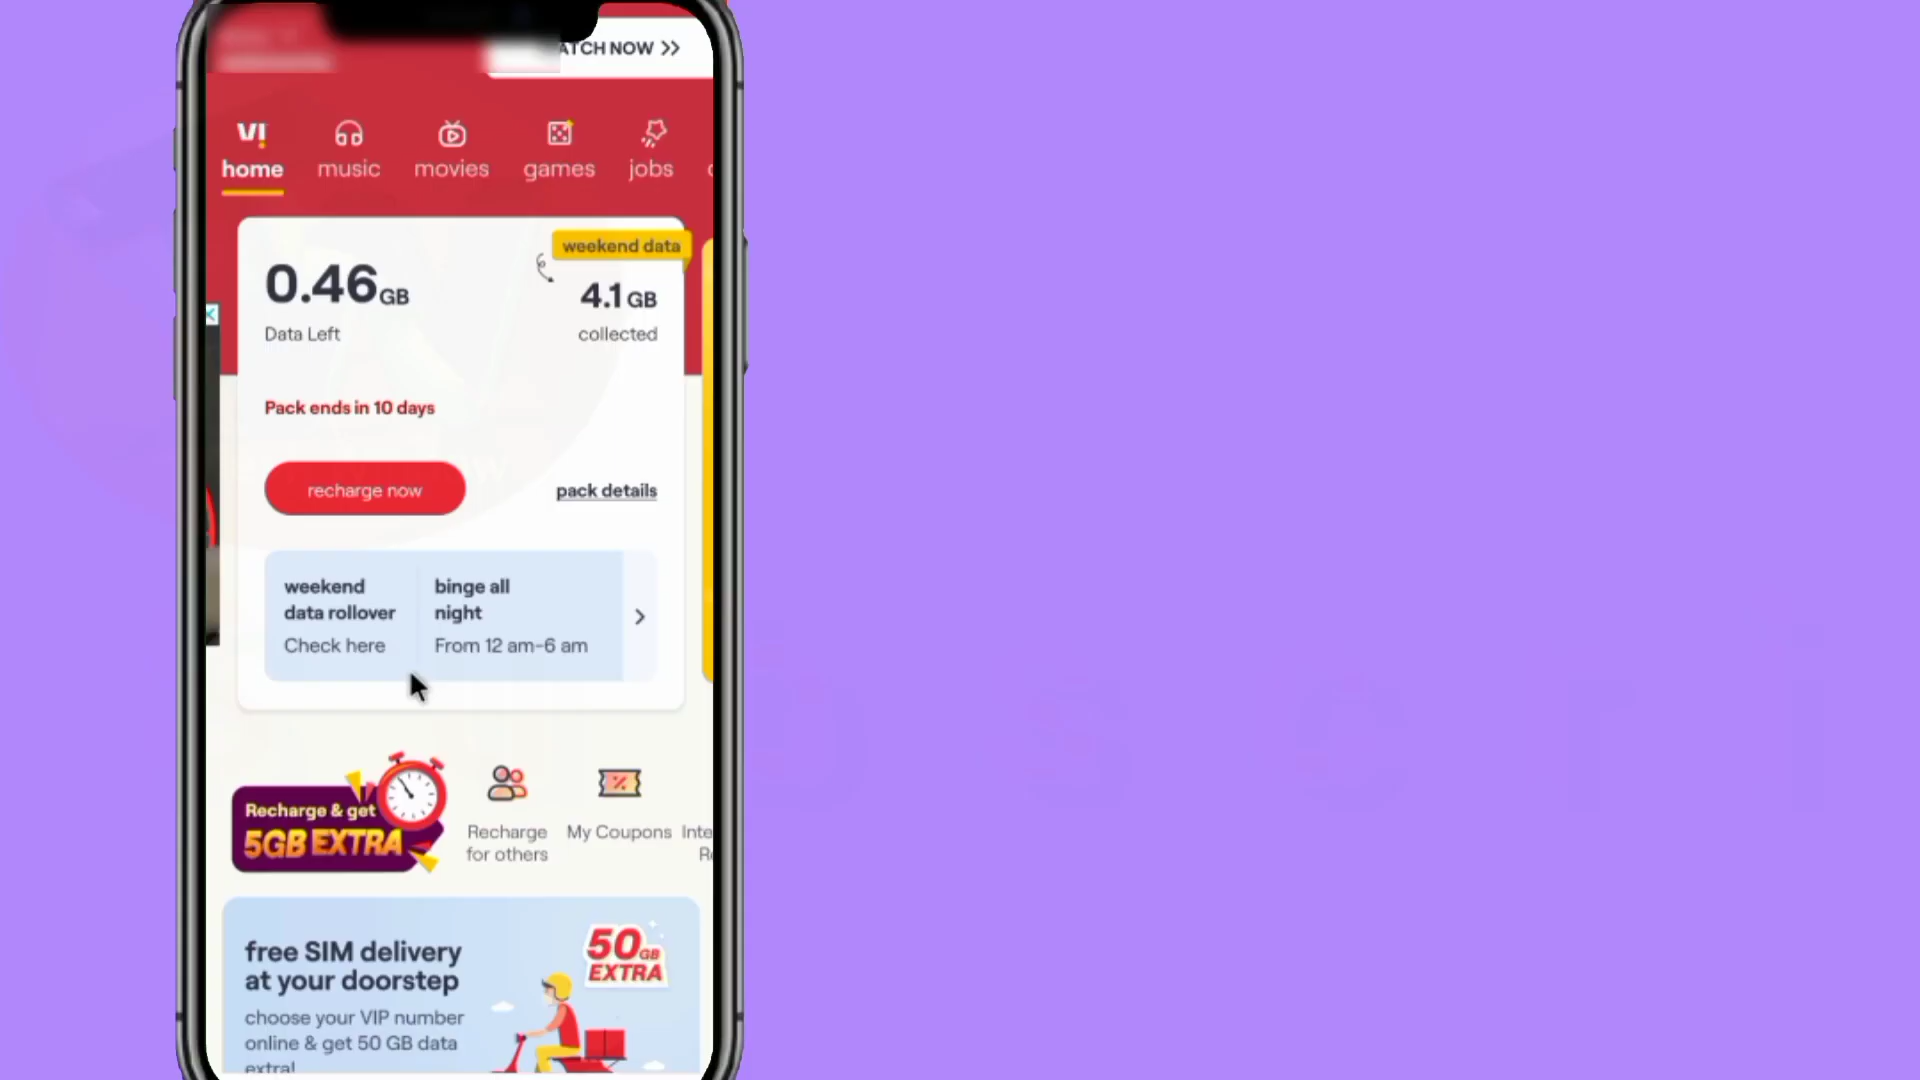 ATCH NOW >>
VI
home
music
movies
games
jobs
weekend data
0.46GB
4.1 GB
Data Left
collected
Pack ends in 10 days
recharge now
pack details
weekend
data rollover
Check here
binge all
night
From 12 am-6 am
Recharge & get
5GB EXTRA
Recharge
for others
My Coupons
Inte
R
free SIM delivery
at your doorstep
choose your VIP number
online & get 50 GB data
extra!
50GB
EXTRA